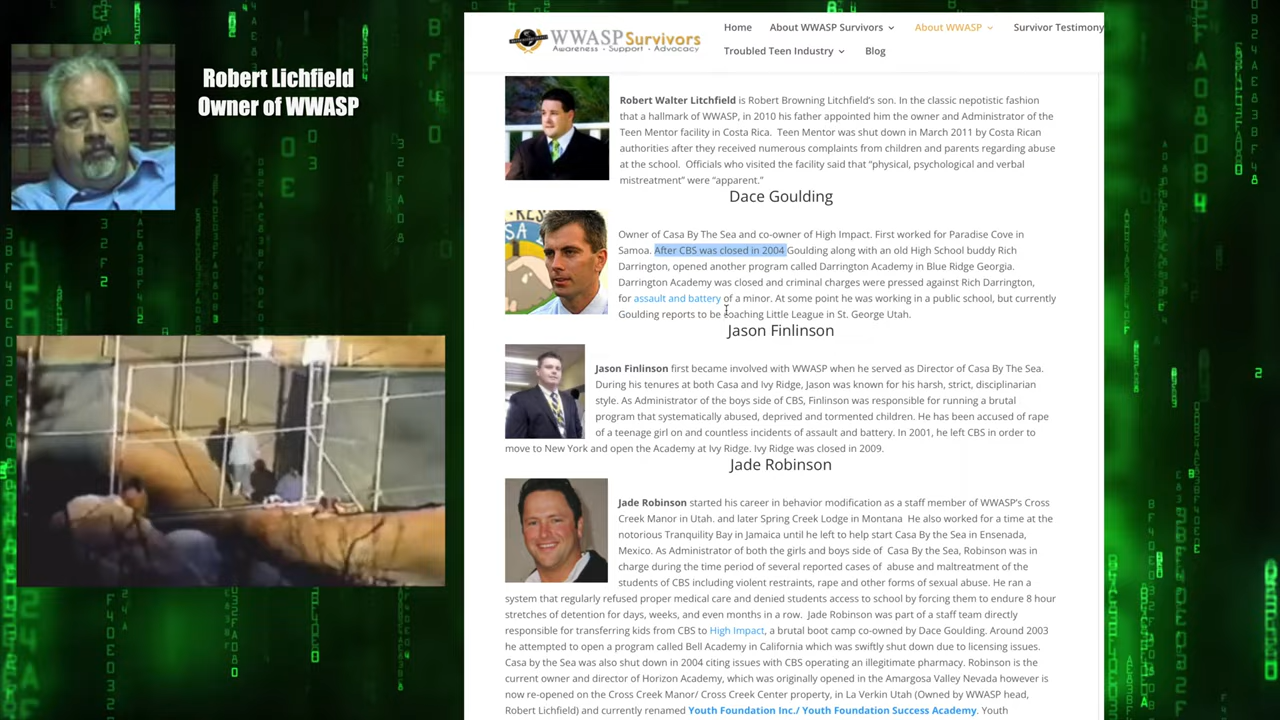 Robert Lichfield
Owner of WWASP
WWASP Survivors
Awareness · Support · Advocacy
Home About WWASP Survivors About WWASP Survivor Testimony
Troubled Teen Industry Blog
Robert Walter Litchfield is Robert Browning Litchfield's son. In the classic nepotistic fashion
that a hallmark of WWASP, in 2010 his father appointed him the owner and Administrator of the
Teen Mentor facility in Costa Rica. Teen Mentor was shut down in March 2011 by Costa Rican
authorities after they received numerous complaints from children and parents regarding abuse
at the school. Officials who visited the facility said that “physical, psychological and verbal
mistreatment” were “apparent.”
Dace Goulding
Owner of Casa By The Sea and co-owner of High Impact. First worked for Paradise Cove in
Samoa. After CBS was closed in 2004 Goulding along with an old High School buddy Rich
Darrington, opened another program called Darrington Academy in Blue Ridge Georgia.
Darrington Academy was closed and criminal charges were pressed against Rich Darrington,
for assault and battery of a minor. At some point he was working in a public school, but currently
Goulding reports to be coaching Little League in St. George Utah.
Jason Finlinson
Jason Finlinson first became involved with WWASP when he served as Director of Casa By The Sea.
During his tenures at both Casa and Ivy Ridge, Jason was known for his harsh, strict, disciplinarian
style. As Administrator of the boys side of CBS, Finlinson was responsible for running a brutal
program that systematically abused, deprived and tormented children. He has been accused of rape
of a teenage girl on and countless incidents of assault and battery. In 2001, he left CBS in order to
move to New York and open the Academy at Ivy Ridge. Ivy Ridge was closed in 2009.
Jade Robinson
Jade Robinson started his career in behavior modification as a staff member of WWASP's Cross
Creek Manor in Utah. and later Spring Creek Lodge in Montana He also worked for a time at the
notorious Tranquility Bay in Jamaica until he left to help start Casa By the Sea in Ensenada,
Mexico. As Administrator of both the girls and boys side of Casa By the Sea, Robinson was in
charge during the time period of several reported cases of abuse and maltreatment of the
students of CBS including violent restraints, rape and other forms of sexual abuse. He ran a
system that regularly refused proper medical care and denied students access to school by forcing them to endure 8 hour
stretches of detention for days, weeks, and even months in a row. Jade Robinson was part of a staff team directly
responsible for transferring kids from CBS to High Impact, a brutal boot camp co-owned by Dace Goulding. Around 2003
he attempted to open a program called Bell Academy in California which was swiftly shut down due to licensing issues.
Casa by the Sea was also shut down in 2004 citing issues with CBS operating an illegitimate pharmacy. Robinson is the
current owner and director of Horizon Academy, which was originally opened in the Amargosa Valley Nevada however is
now re-opened on the Cross Creek Manor/ Cross Creek Center property, in La Verkin Utah (Owned by WWASP head,
Robert Litchfield) and currently renamed Youth Foundation Inc./ Youth Foundation Success Academy. Youth